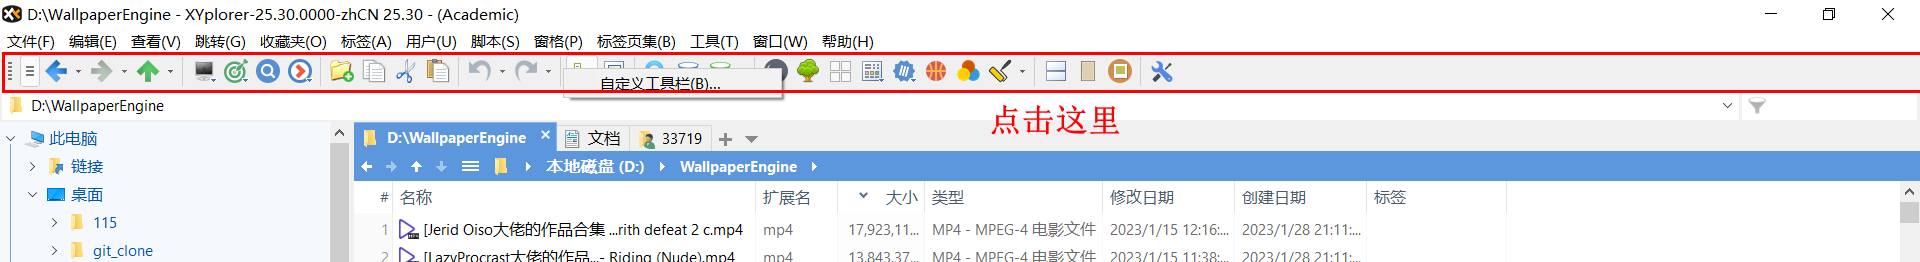 D:\WallpaperEngine - XYplorer-25.30.0000-zhCN 25.30 - (Academic)
文件(F) 编辑(E) 查看(V) 跳转(G) 收藏夹(O) 标签(A) 用户(U) 脚本(S) 窗格(P) 标签页集(B) 工具(T) 窗口(W) 帮助(H)
自定义工具栏(B)...
D:\WallpaperEngine
点击这里
此电脑
链接
桌面
115
git_clone
D:\WallpaperEngine 文档 33719
本地磁盘 (D:) WallpaperEngine
# 名称 扩展名 大小 类型 修改日期 创建日期 标签
1 [Jerid Oiso大佬的作品合集 ...rith defeat 2 c.mp4 mp4 17,923,11... MP4 - MPEG-4 电影文件 2023/1/15 12:16:... 2023/1/28 21:11:...
2 [LazyProcrast大佬的作品...- Riding (Nude).mp4 mp4 13,843,37... MP4 - MPEG-4 电影文件 2023/1/15 11:38:... 2023/1/28 21:11:...